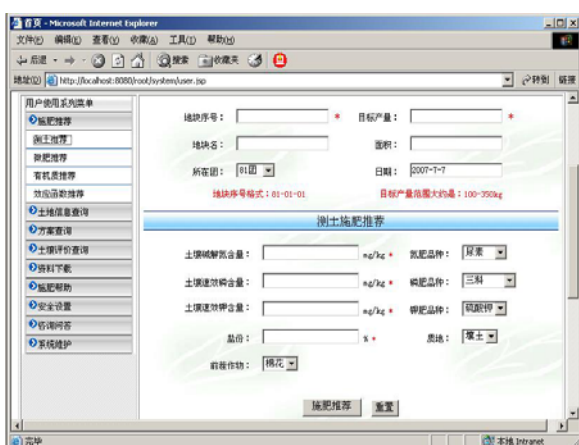 首页 - Microsoft Internet Explorer
文件(F) 编辑(E) 查看(V) 收藏(A) 工具(T) 帮助(H)
后退 搜索 收藏夹
地址(D) http://localhost:8080/root/system/user.jsp 转到 链接
用户使用系列菜单
施肥推荐
测土推荐
微肥推荐
有机质推荐
效应函数推荐
土地信息查询
方案查询
土壤评价查询
资料下载
施肥帮助
安全设置
咨询问答
系统维护
地块序号: * 目标产量: *
地块名: 面积:
所在团: 81团 日期: 2007-7-7
地块序号格式:81-01-01 目标产量范围大约是:100-350kg
测土施肥推荐
土壤碱解氮含量: mg/kg * 氮肥品种: 尿素
土壤速效磷含量: mg/kg * 磷肥品种: 三料
土壤速效钾含量: mg/kg * 钾肥品种: 硫酸钾
盐份: % * 质地: 壤土
前茬作物: 棉花
施肥推荐 重置
完毕 本地 Intranet